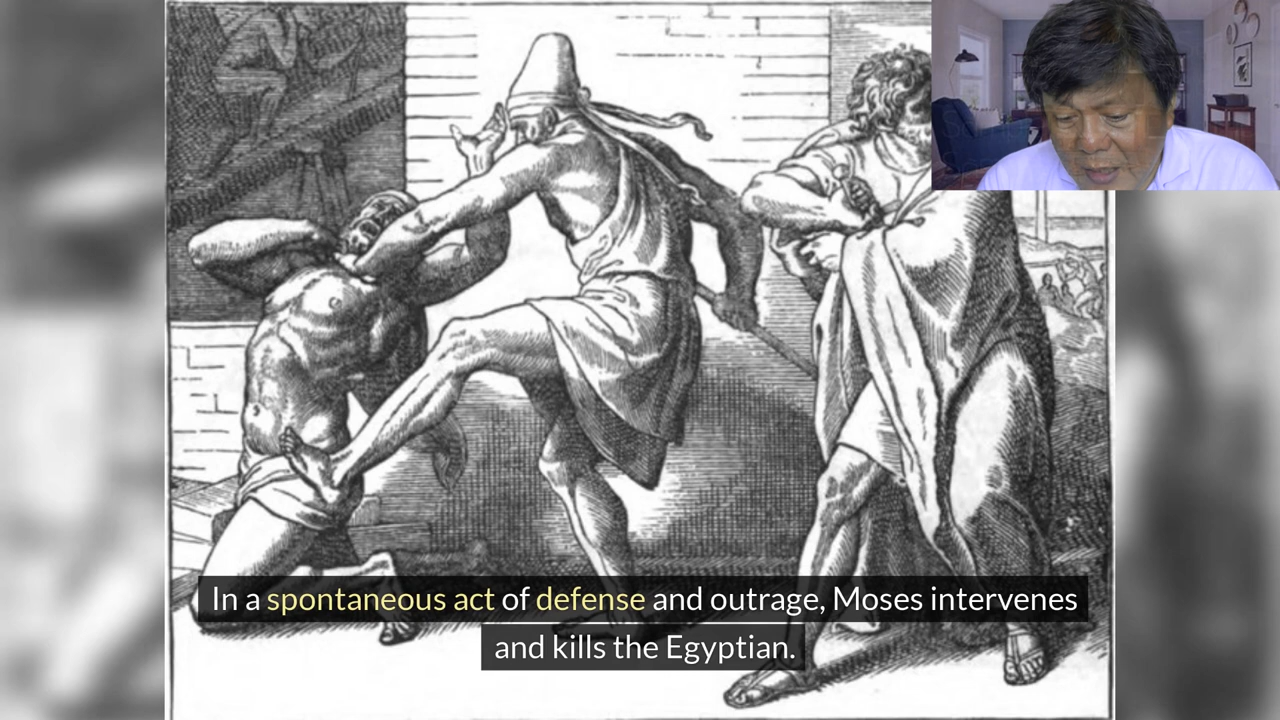 In a spontaneous act of defense and outrage, Moses intervenes
and kills the Egyptian.